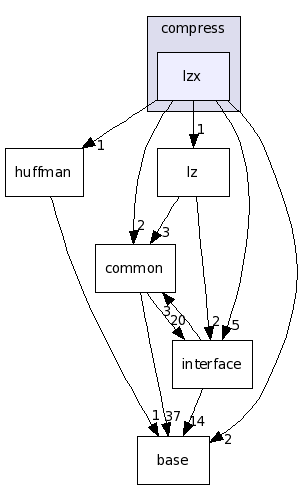 compress
lzx
1
1
huffman
lz
2
3
common
3
20
2
5
interface
1
37
14
2
base